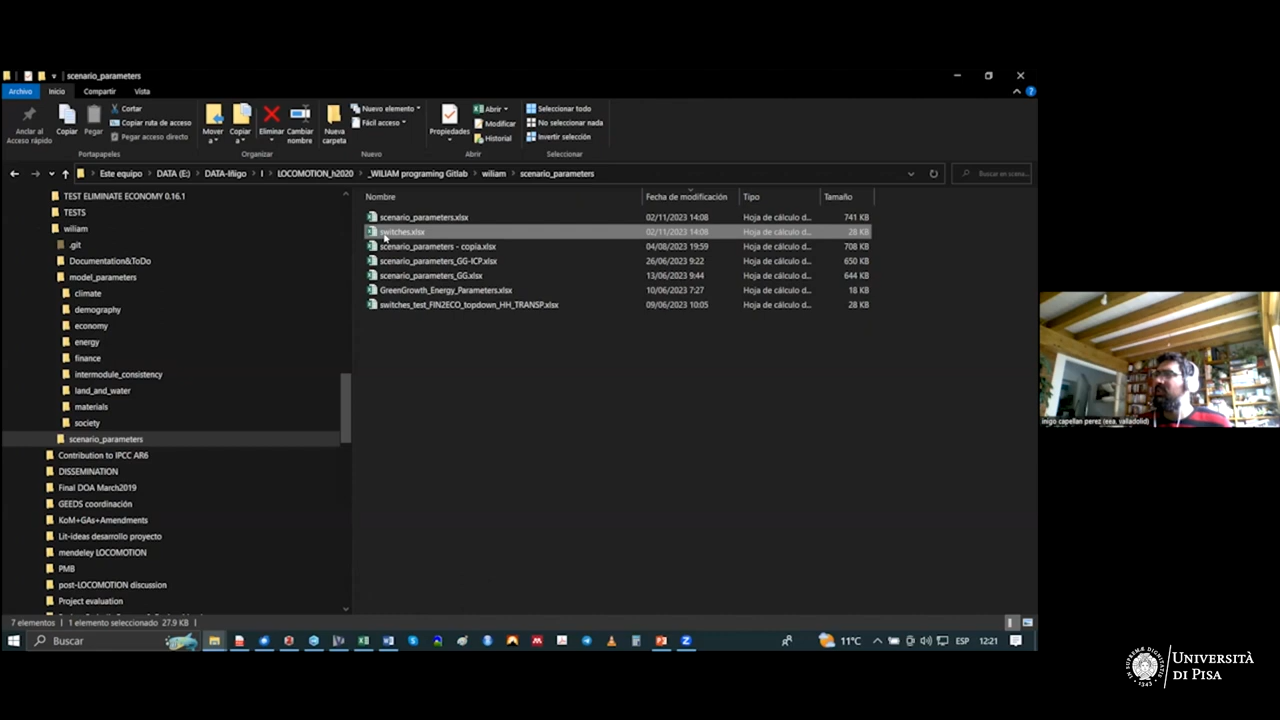 scenario_parameters
Archivo Inicio Compartir Vista
Anclar al Acceso rápido
Copiar
Pegar
Cortar
Copiar ruta de acceso
Pegar acceso directo
Portapapeles
Mover a
Copiar a
Eliminar
Cambiar nombre
Organizar
Nueva carpeta
Nuevo elemento
Fácil acceso
Nuevo
Propiedades
Abrir
Modificar
Historial
Abrir
Seleccionar todo
No seleccionar nada
Invertir selección
Seleccionar
Este equipo > DATA (E:) > DATA-Iñigo > I > LOCOMOTION_h2020 > _WILIAM programing Gitlab > wiliam > scenario_parameters
Buscar en scena...
TEST ELIMINATE ECONOMY 0.16.1
TESTS
wiliam
.git
Documentation&ToDo
model_parameters
climate
demography
economy
energy
finance
intermodule_consistency
land_and_water
materials
society
scenario_parameters
Contribution to IPCC AR6
DISSEMINATION
Final DOA March2019
GEEDS coordinación
KoM+GAs+Amendments
Lit-ideas desarrollo proyecto
mendeley LOCOMOTION
PMB
post-LOCOMOTION discussion
Project evaluation
Nombre Fecha de modificación Tipo Tamaño
scenario_parameters.xlsx 02/11/2023 14:08 Hoja de cálculo d... 741 KB
switches.xlsx 02/11/2023 14:08 Hoja de cálculo d... 28 KB
scenario_parameters - copia.xlsx 04/08/2023 19:59 Hoja de cálculo d... 708 KB
scenario_parameters_GG-ICP.xlsx 26/06/2023 9:22 Hoja de cálculo d... 650 KB
scenario_parameters_GG.xlsx 13/06/2023 9:44 Hoja de cálculo d... 644 KB
GreenGrowth_Energy_Parameters.xlsx 10/06/2023 7:27 Hoja de cálculo d... 18 KB
switches_test_FIN2ECO_topdown_HH_TRANSP.xlsx 09/06/2023 10:05 Hoja de cálculo d... 28 KB
7 elementos 1 elemento seleccionado 27.9 KB
Buscar
11°C ESP 12:21
inigo capellan perez (eea, valladolid)
UNIVERSITÀ
DI PISA